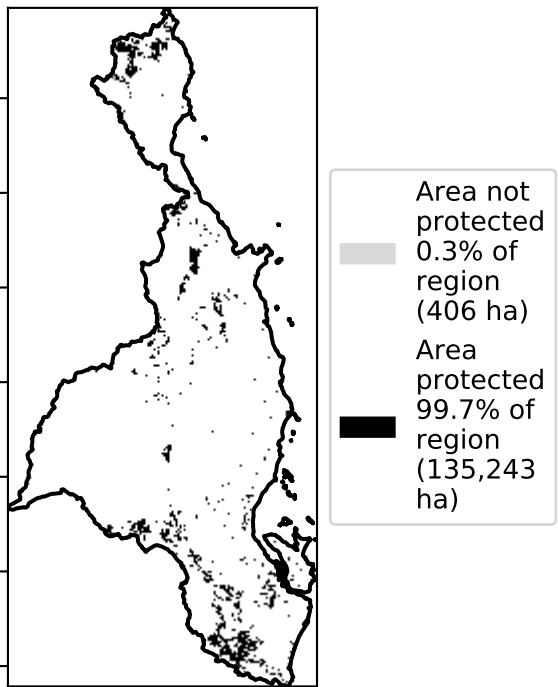 Area not
protected
0.3% of
region
(406 ha)
Area
protected
99.7% of
region
(135,243
ha)